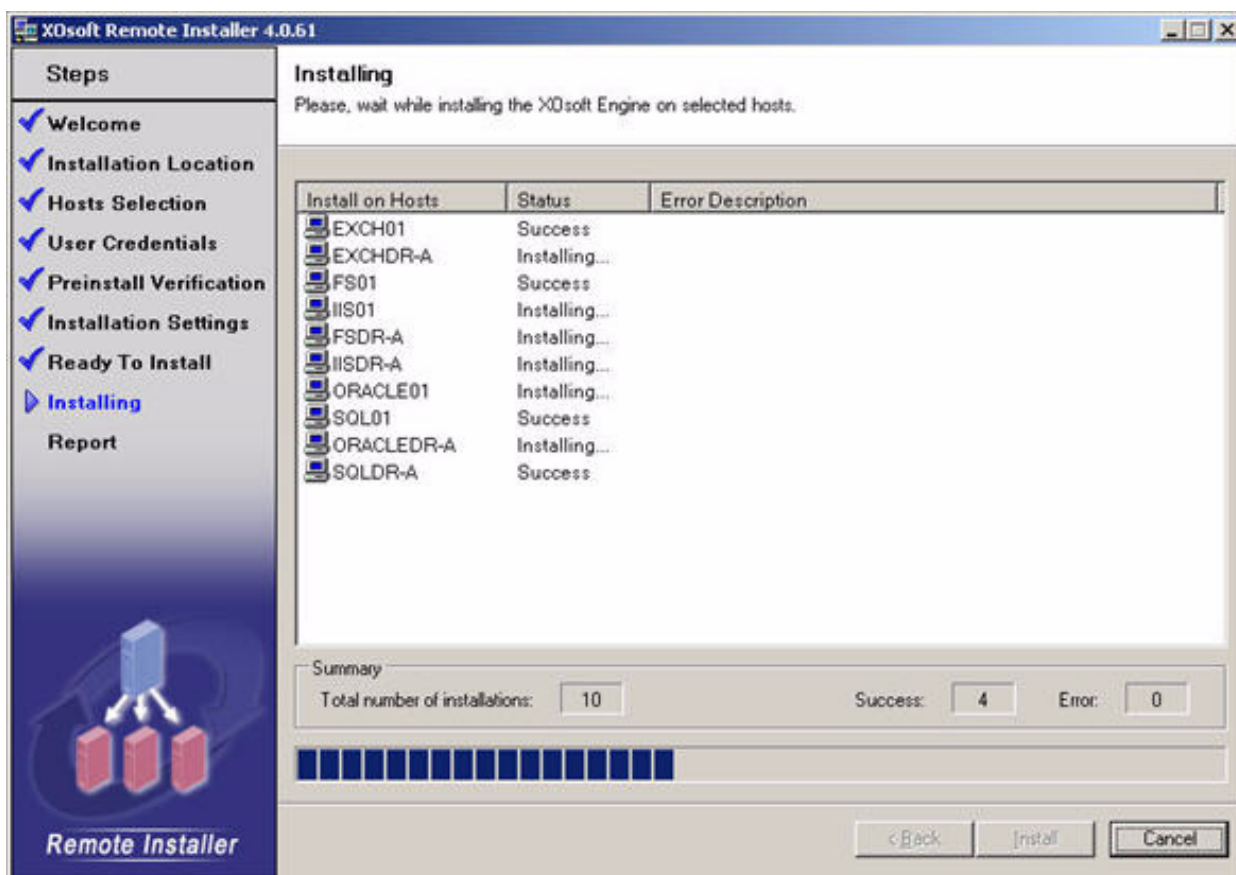 XOsoft Remote Installer 4.0.61
Steps
Welcome
Installation Location
Hosts Selection
User Credentials
Preinstall Verification
Installation Settings
Ready To Install
Installing
Report
Remote Installer
Installing
Please, wait while installing the XOsoft Engine on selected hosts.
Install on Hosts Status Error Description
EXCH01 Success
EXCHDR-A Installing...
FS01 Success
IIS01 Installing...
FSDR-A Installing...
IISDR-A Installing...
ORACLE01 Installing...
SQL01 Success
ORACLEDR-A Installing...
SQLDR-A Success
Summary
Total number of installations: 10 Success: 4 Error: 0
< Back Install Cancel